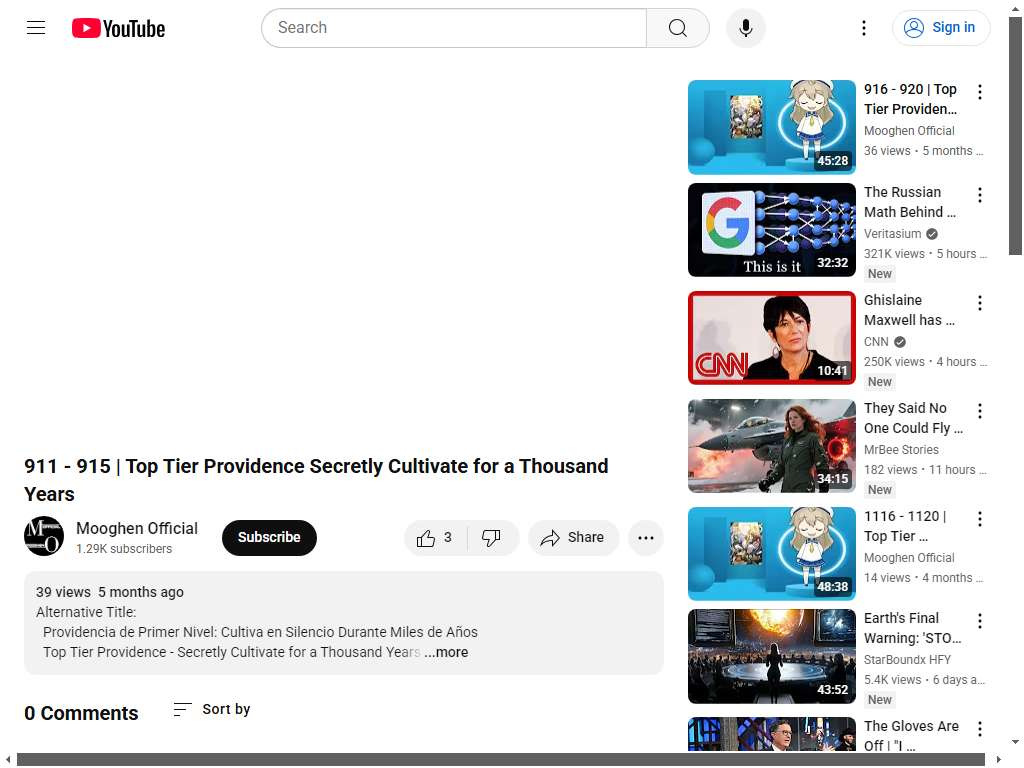 YouTube
Search
Sign in
911 - 915 | Top Tier Providence Secretly Cultivate for a Thousand
Years
Mooghen Official
1.29K subscribers
Subscribe
3
Share
39 views 5 months ago
Alternative Title:
Providencia de Primer Nivel: Cultiva en Silencio Durante Miles de Años
Top Tier Providence - Secretly Cultivate for a Thousand Years ...more
0 Comments
Sort by
45:28
916 - 920 | Top
Tier Providen...
Mooghen Official
36 views • 5 months ...
This is it
32:32
The Russian
Math Behind ...
Veritasium
321K views • 5 hours ...
New
CNN
10:41
Ghislaine
Maxwell has ...
CNN
250K views • 4 hours ...
New
34:15
They Said No
One Could Fly ...
MrBee Stories
182 views • 11 hours ...
New
48:38
1116 - 1120 |
Top Tier ...
Mooghen Official
14 views • 4 months ...
43:52
Earth's Final
Warning: 'STO...
StarBoundx HFY
5.4K views • 6 days a...
New
The Gloves Are
Off | "I ...